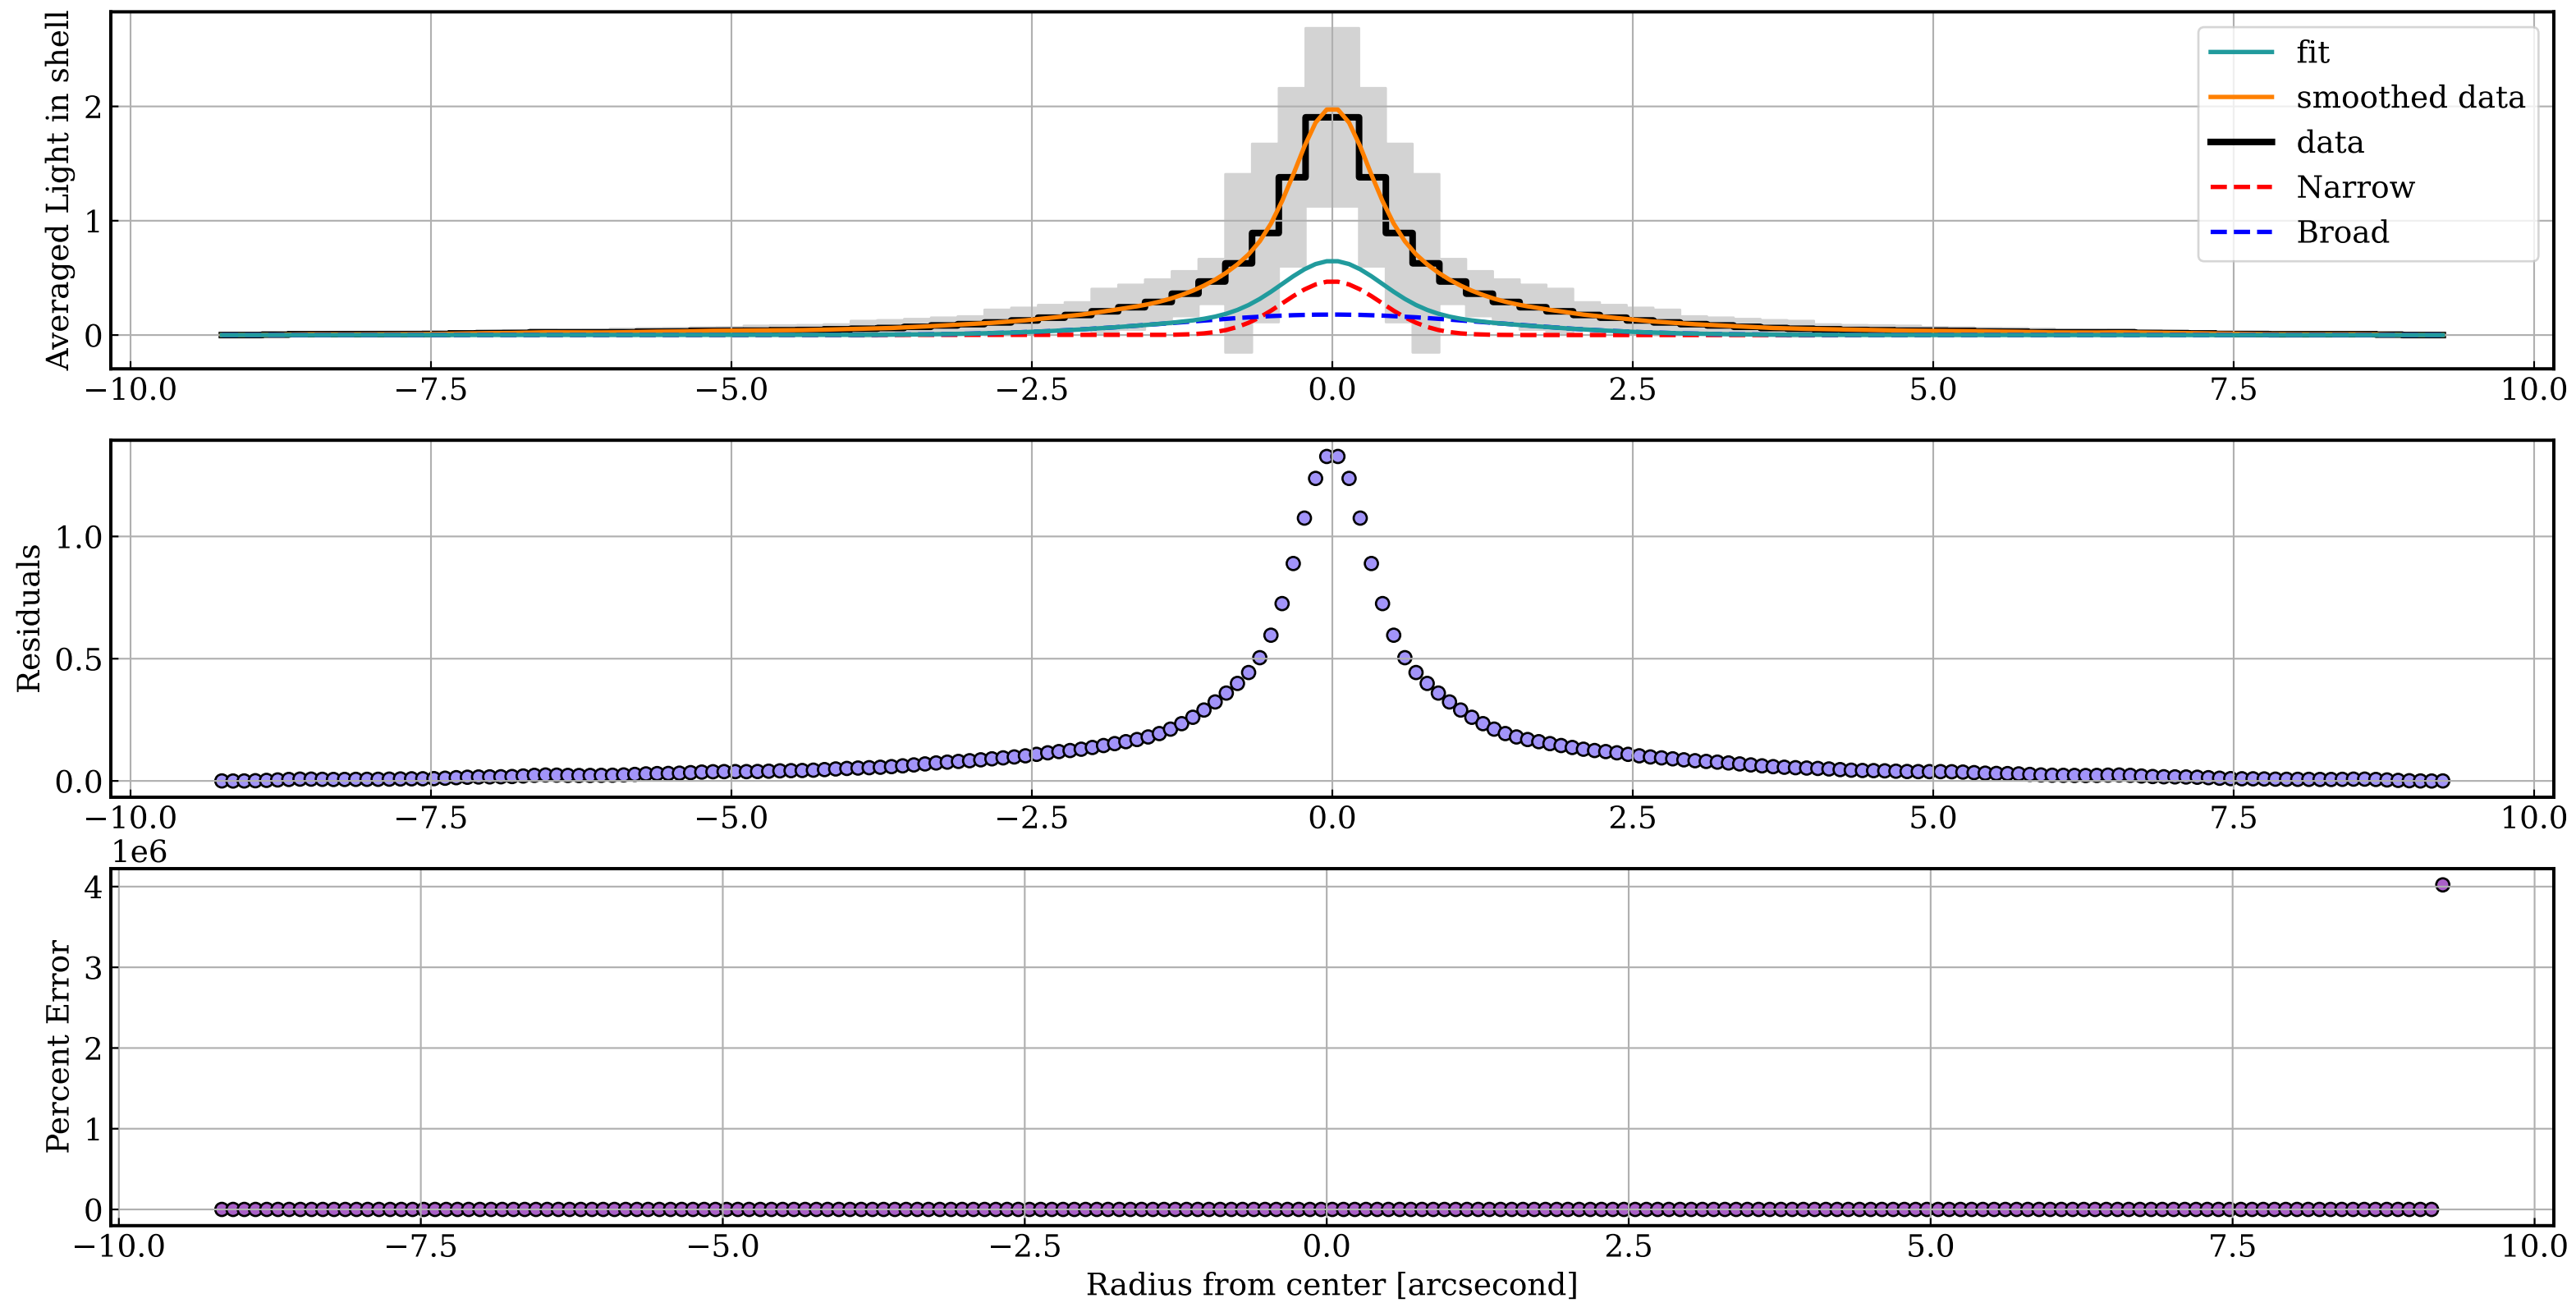 Averaged Light in shell
2
1
0
fit
smoothed data
data
Narrow
Broad
−10.0 −7.5 −5.0 −2.5 0.0 2.5 5.0 7.5 10.0
Residuals
1.0
0.5
0.0
−10.0 −7.5 −5.0 −2.5 0.0 2.5 5.0 7.5 10.0
1e6
Percent Error
4
3
2
1
0
−10.0 −7.5 −5.0 −2.5 0.0 2.5 5.0 7.5 10.0
Radius from center [arcsecond]